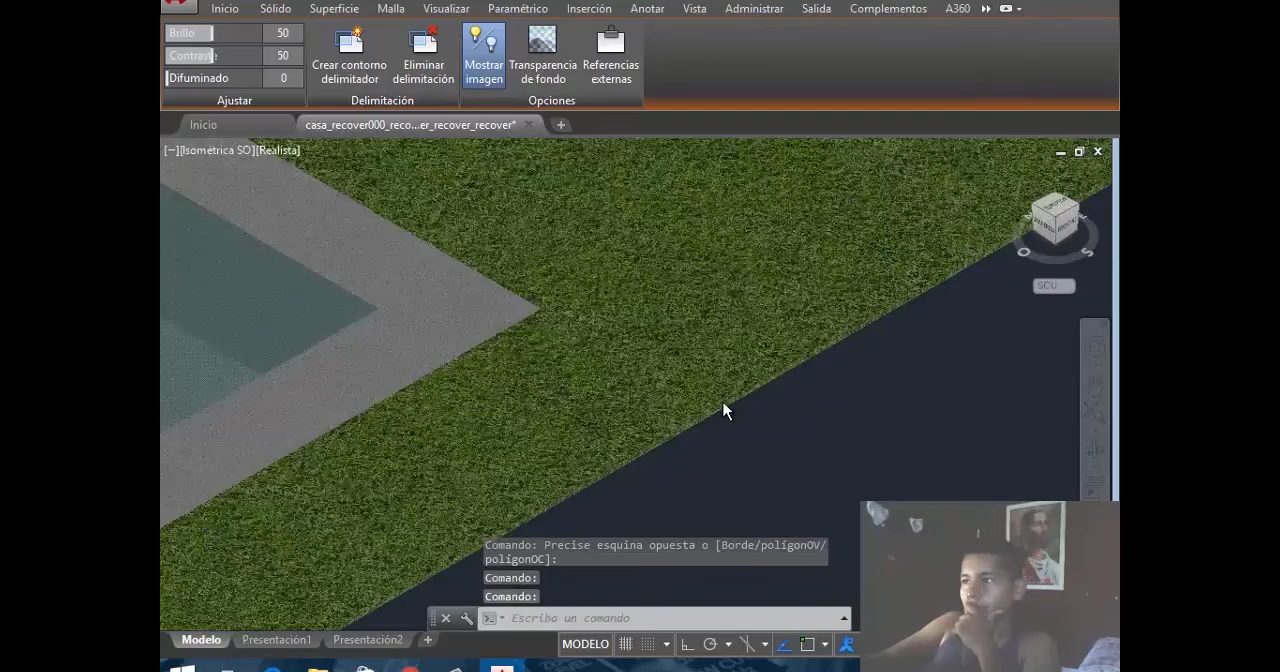 Inicio Sólido Superficie Malla Visualizar Paramétrico Inserción Anotar Vista Administrar Salida Complementos A360
Brillo 50
Contraste 50
Difuminado 0
Ajustar
Crear contorno
delimitador
Eliminar
delimitación
Delimitación
Mostrar
imagen
Transparencia
de fondo
Referencias
externas
Opciones
Inicio casa_recover000_reco...er_recover_recover*
[−][Isométrica SO][Realista]
O S
SCU
Comando: Precise esquina opuesta o [Borde/polígonOV/
polígonOC]:
Comando:
Comando:
Escriba un comando
Modelo Presentación1 Presentación2 +
MODELO